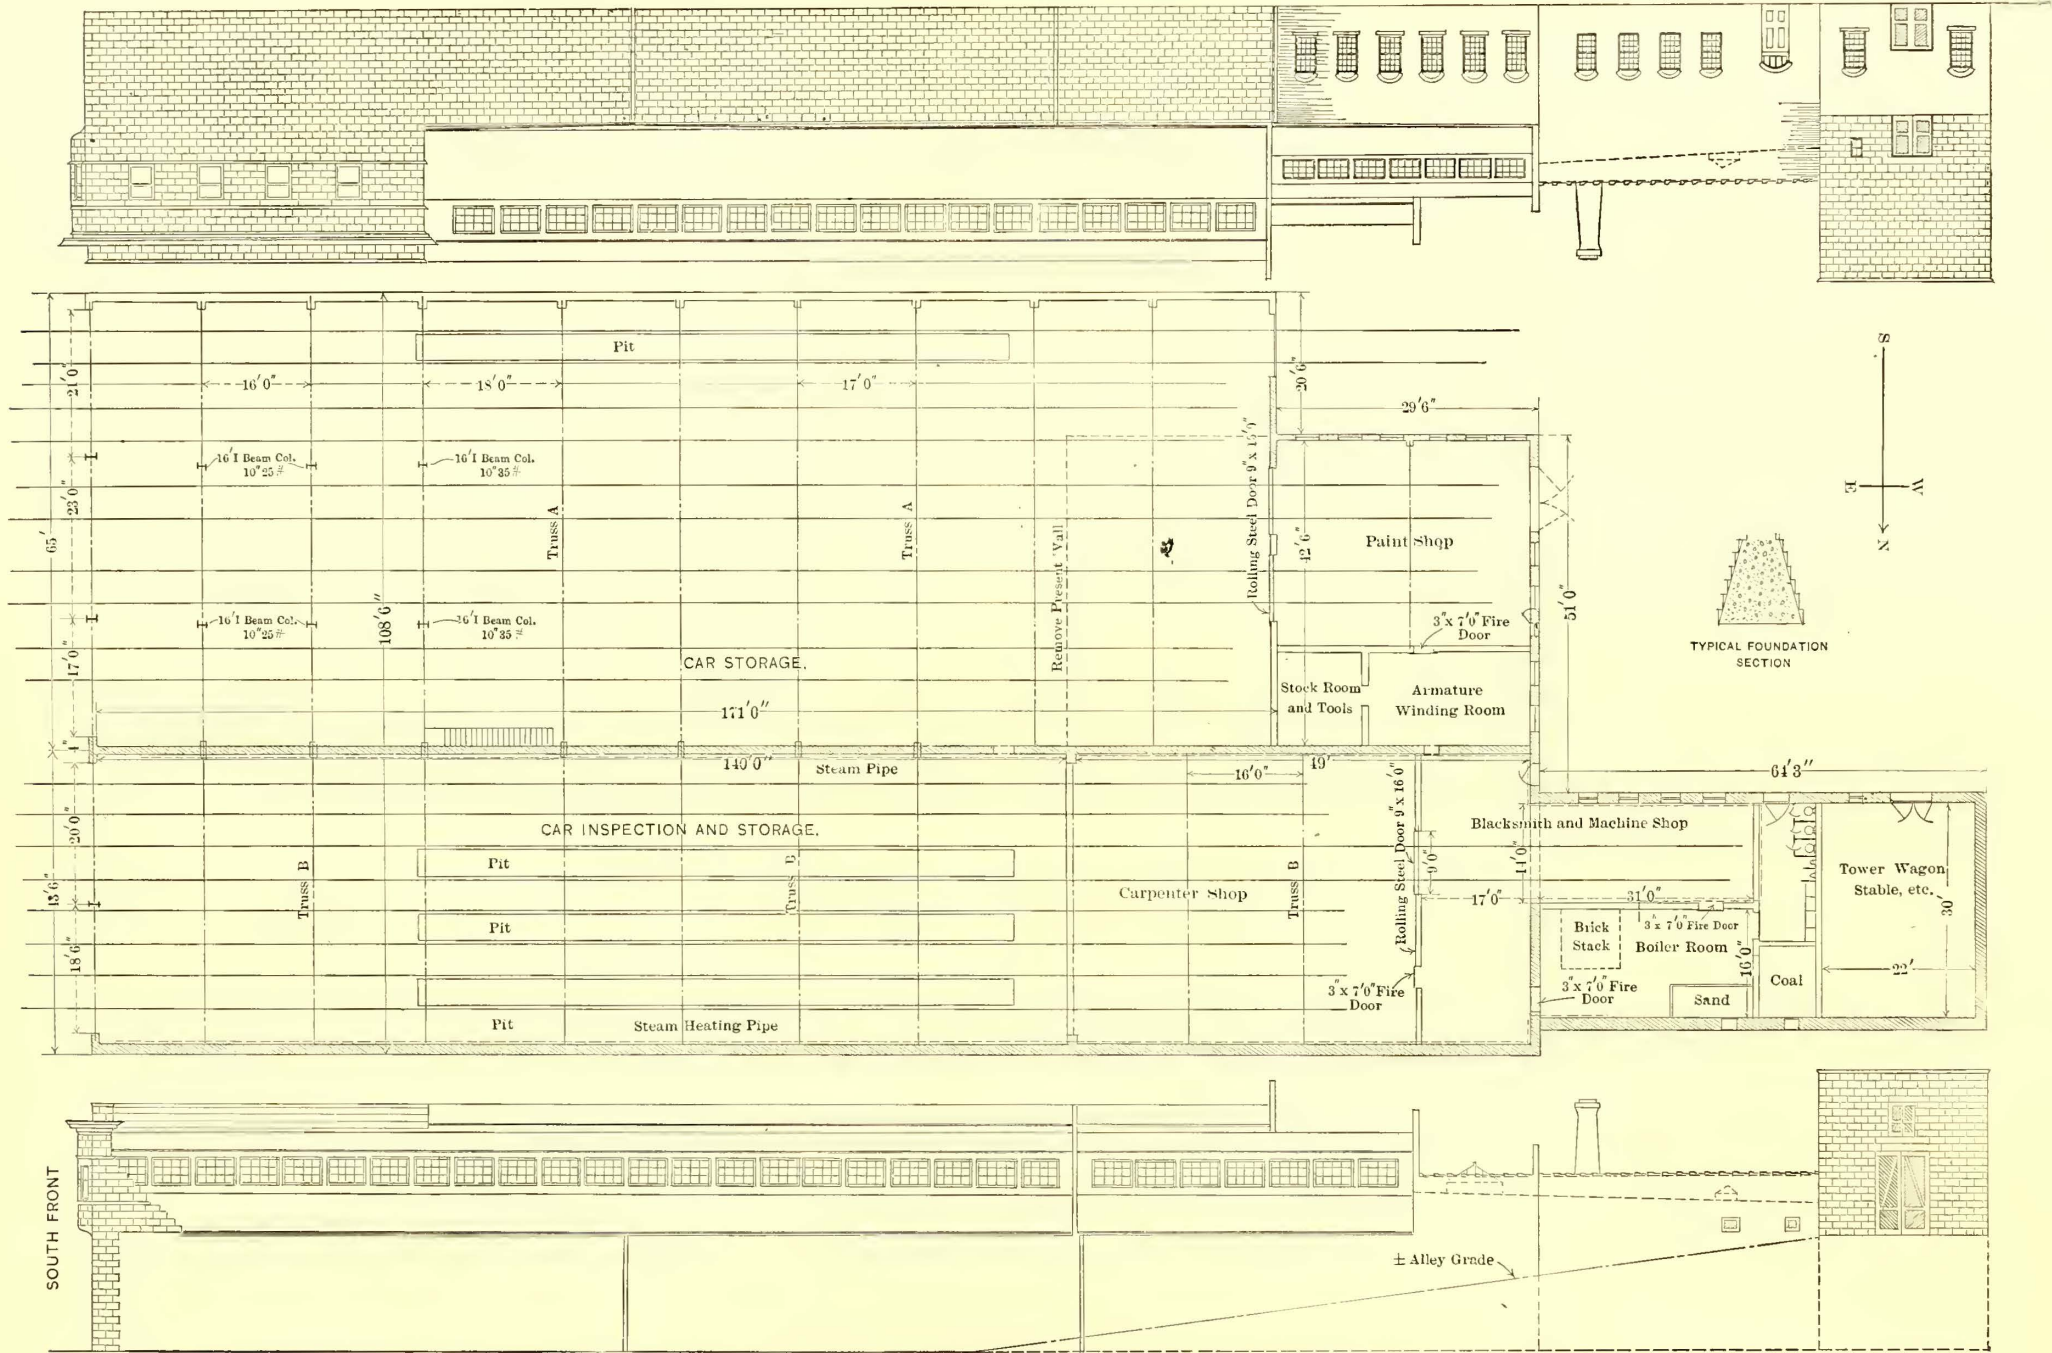 Pit
20'6"
S
21'0"
16'0"
18'0"
17'0"
29'6"
16' I Beam Col.
10" 25#
16' I Beam Col.
10" 35#
23'0"
65'
Truss A
Truss A
Remove Present Wall
Rolling Steel Door 9" x 15'0"
42'6"
Paint Shop
E
W
N
51'0"
16' I Beam Col.
10" 25#
16' I Beam Col.
10" 35#
108'6"
3" x 7'0" Fire
Door
TYPICAL FOUNDATION
SECTION
17'0"
CAR STORAGE.
Stock Room
and Tools
Armature
Winding Room
171'0"
140'0"
Steam Pipe
16'0"
49'
64'3"
20'0"
CAR INSPECTION AND STORAGE.
Rolling Steel Door 9" x 16'0"
9'0"
14'0"
Blacksmith and Machine Shop
Pit
Truss B
Truss B
Carpenter Shop
Truss B
Tower Wagon
Stable, etc.
43'6"
17'0"
31'0"
30'
Pit
Brick
Stack
3" x 7'0" Fire Door
Boiler Room
18'6"
16'0"
22'
Coal
3" x 7'0" Fire
Door
3" x 7'0" Fire
Door
Sand
Pit
Steam Heating Pipe
SOUTH FRONT
± Alley Grade